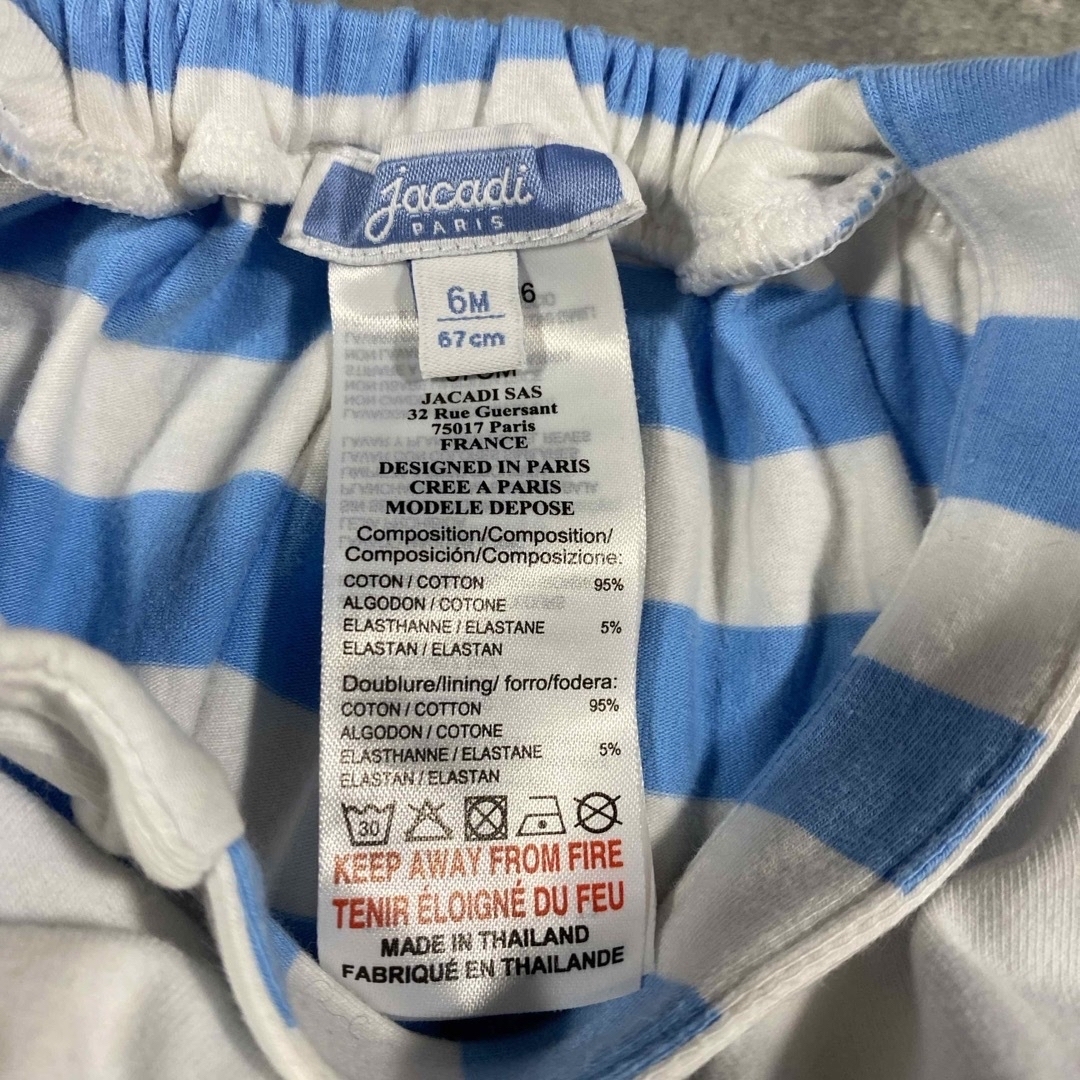 jacadi
PARIS
6M
6
67cm
JACADI SAS
32 Rue Guersant
75017 Paris
FRANCE
DESIGNED IN PARIS
CREE A PARIS
MODELE DEPOSE
Composition/Composition/
Composición/Composizione:
COTON / COTTON 95%
ALGODON / COTONE
ELASTHANNE / ELASTANE 5%
ELASTAN / ELASTAN
Doublure/lining/ forro/fodera:
COTON / COTTON 95%
ALGODON / COTONE
ELASTHANNE / ELASTANE 5%
ELASTAN / ELASTAN
30
KEEP AWAY FROM FIRE
TENIR ÉLOIGNÉ DU FEU
MADE IN THAILAND
FABRIQUÉ EN THAILANDE